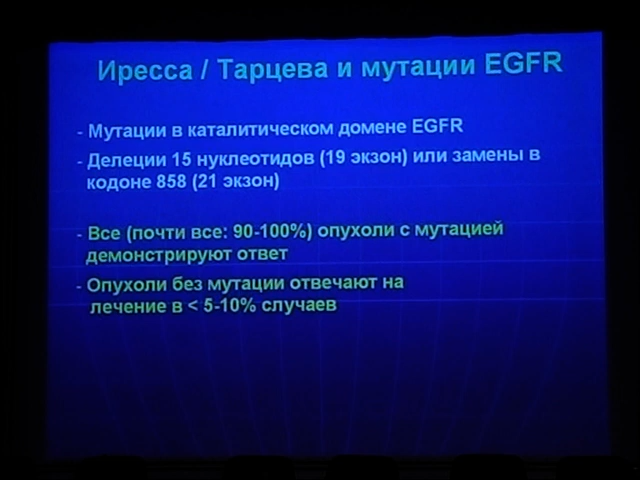 Иресса / Тарцева и мутации EGFR
- Мутации в каталитическом домене EGFR
- Делеции 15 нуклеотидов (19 экзон) или замены в
кодоне 858 (21 экзон)
- Все (почти все: 90-100%) опухоли с мутацией
демонстрируют ответ
- Опухоли без мутации отвечают на
лечение в < 5-10% случаев